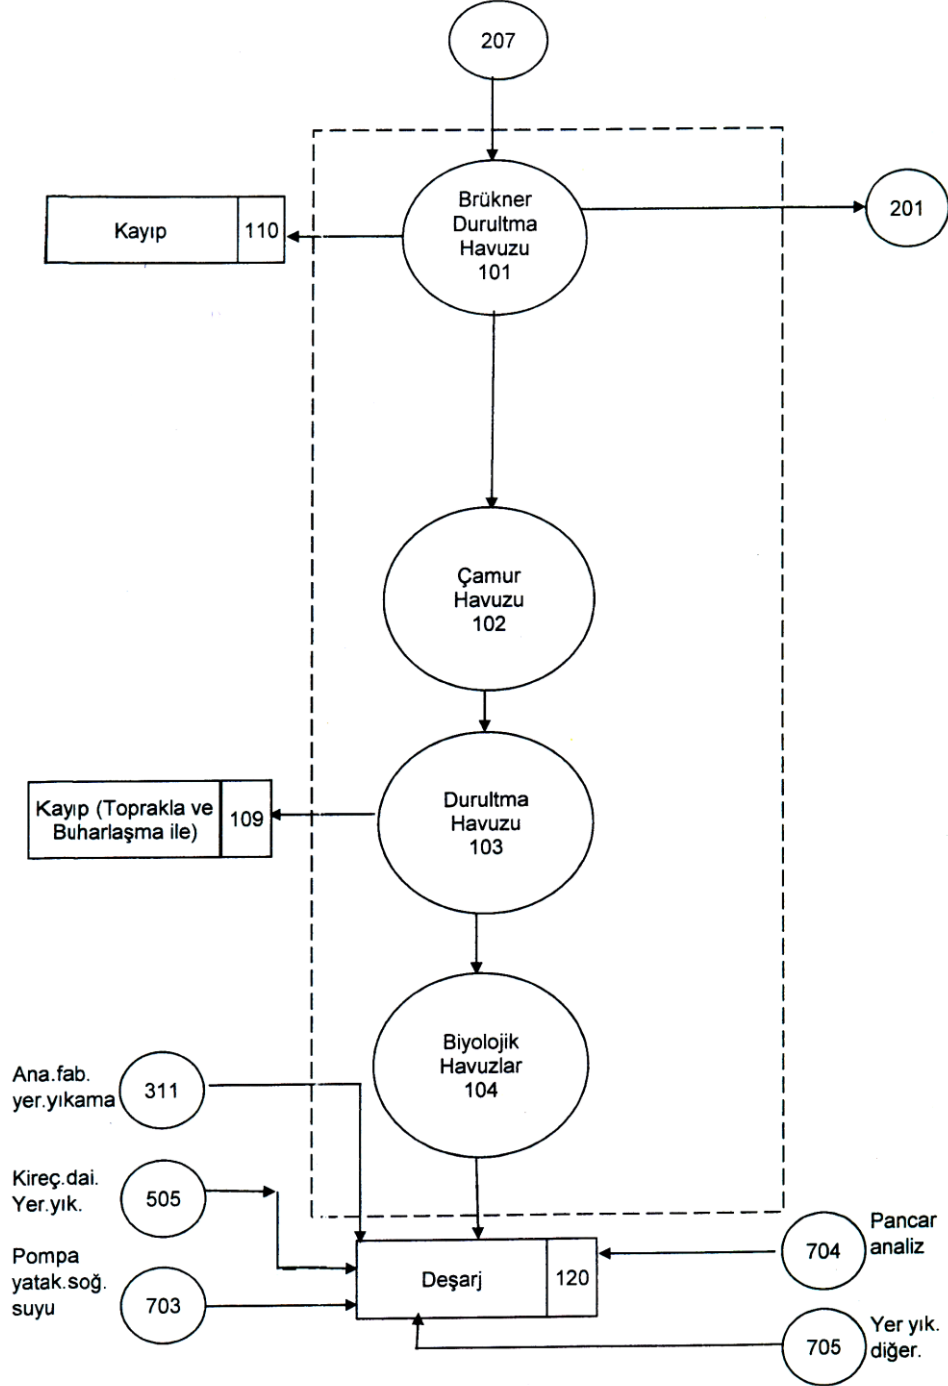 207
Brükner
Durultma
Havuzu
101
201
Kayıp
110
Çamur
Havuzu
102
Durultma
Havuzu
103
Kayıp (Toprakla ve
Buharlaşma ile)
109
Biyolojik
Havuzlar
104
Ana.fab.
yer.yıkama
311
Kireç.dai.
Yer.yık.
505
Pompa
yatak.soğ.
suyu
703
Deşarj
120
704
Pancar
analiz
705
Yer yık.
diğer.